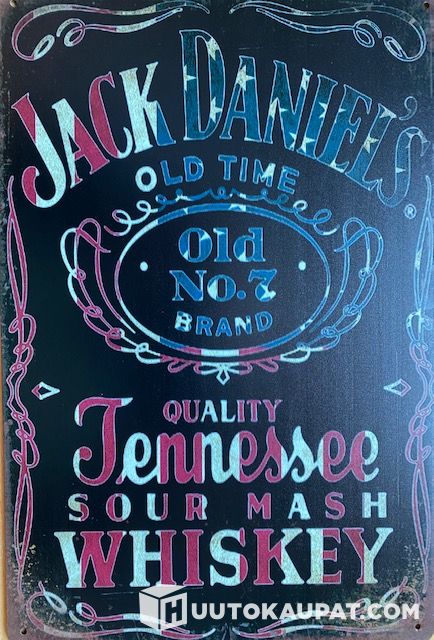 JACK DANIEL'S®
OLD TIME
Old
No.7
BRAND
QUALITY
Tennessee
SOUR MASH
WHISKEY
HUUTOKAUPAT.COM